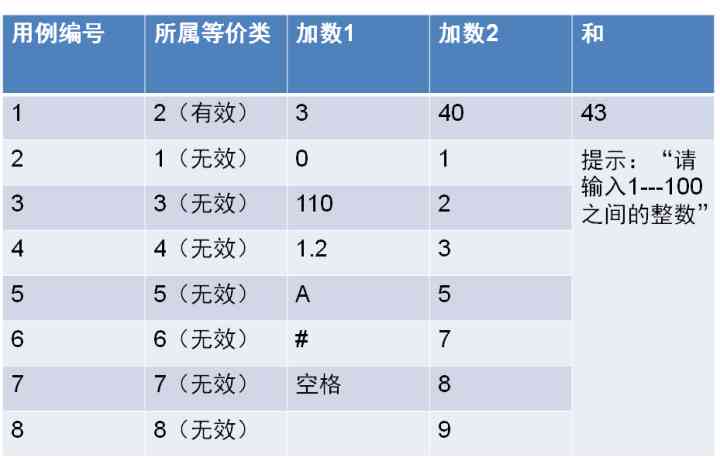 用例编号 所属等价类 加数1 加数2 和
1 2（有效） 3 40 43
2 1（无效） 0 1 提示：“请
输入1---100
之间的整数”
3 3（无效） 110 2
4 4（无效） 1.2 3
5 5（无效） A 5
6 6（无效） # 7
7 7（无效） 空格 8
8 8（无效） 9